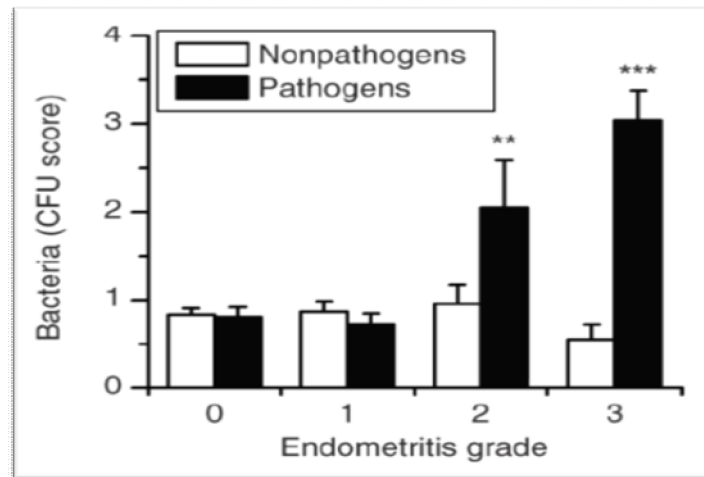 4
3
2
1
0
Bacteria (CFU score)
Nonpathogens
Pathogens
**
***
0 1 2 3
Endometritis grade